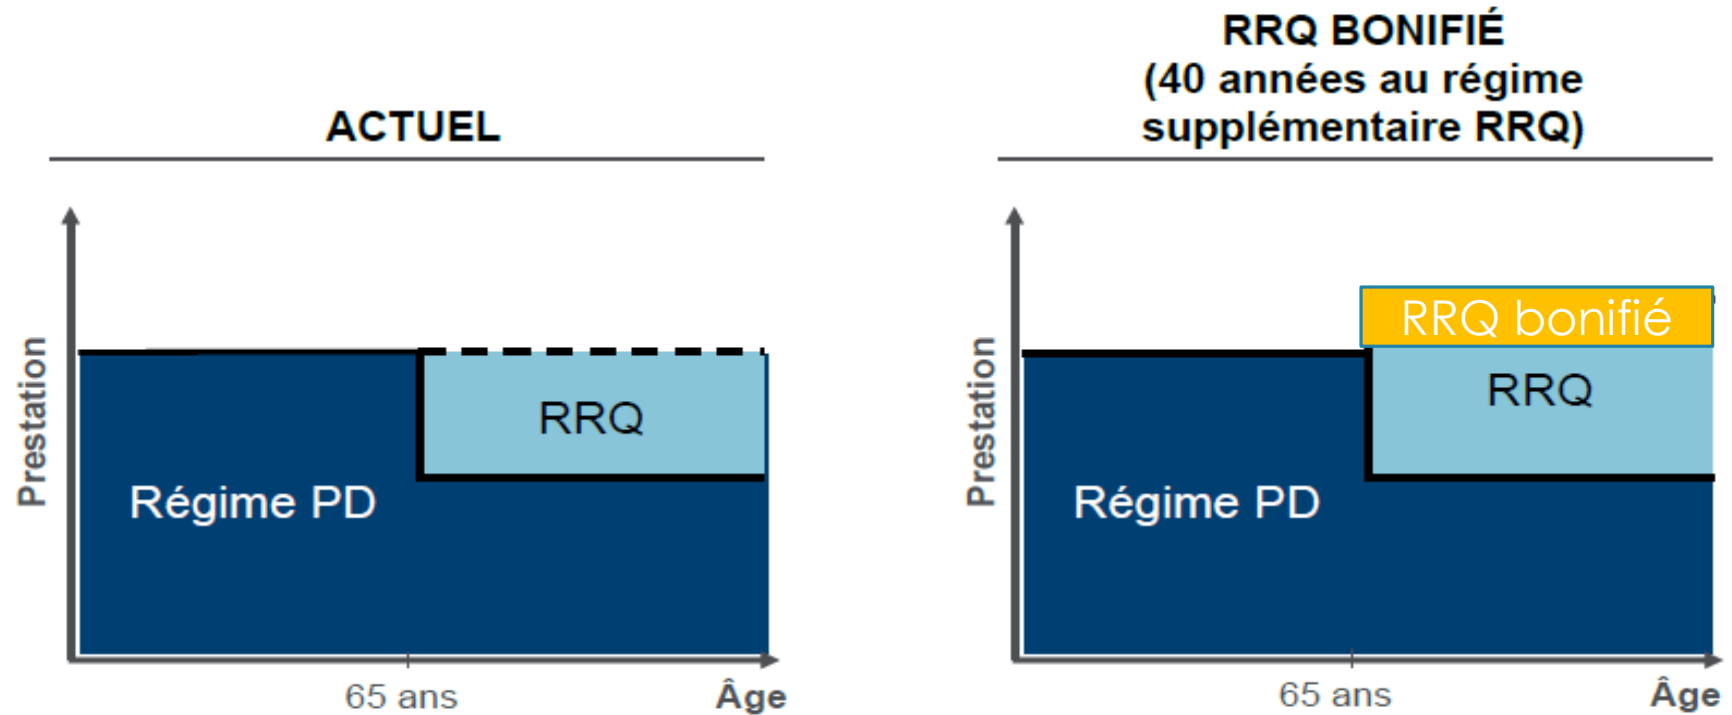 ACTUEL
Prestation
RRQ
Régime PD
65 ans
Âge
RRQ BONIFIÉ
(40 années au régime
supplémentaire RRQ)
Prestation
RRQ bonifié
RRQ
Régime PD
65 ans
Âge